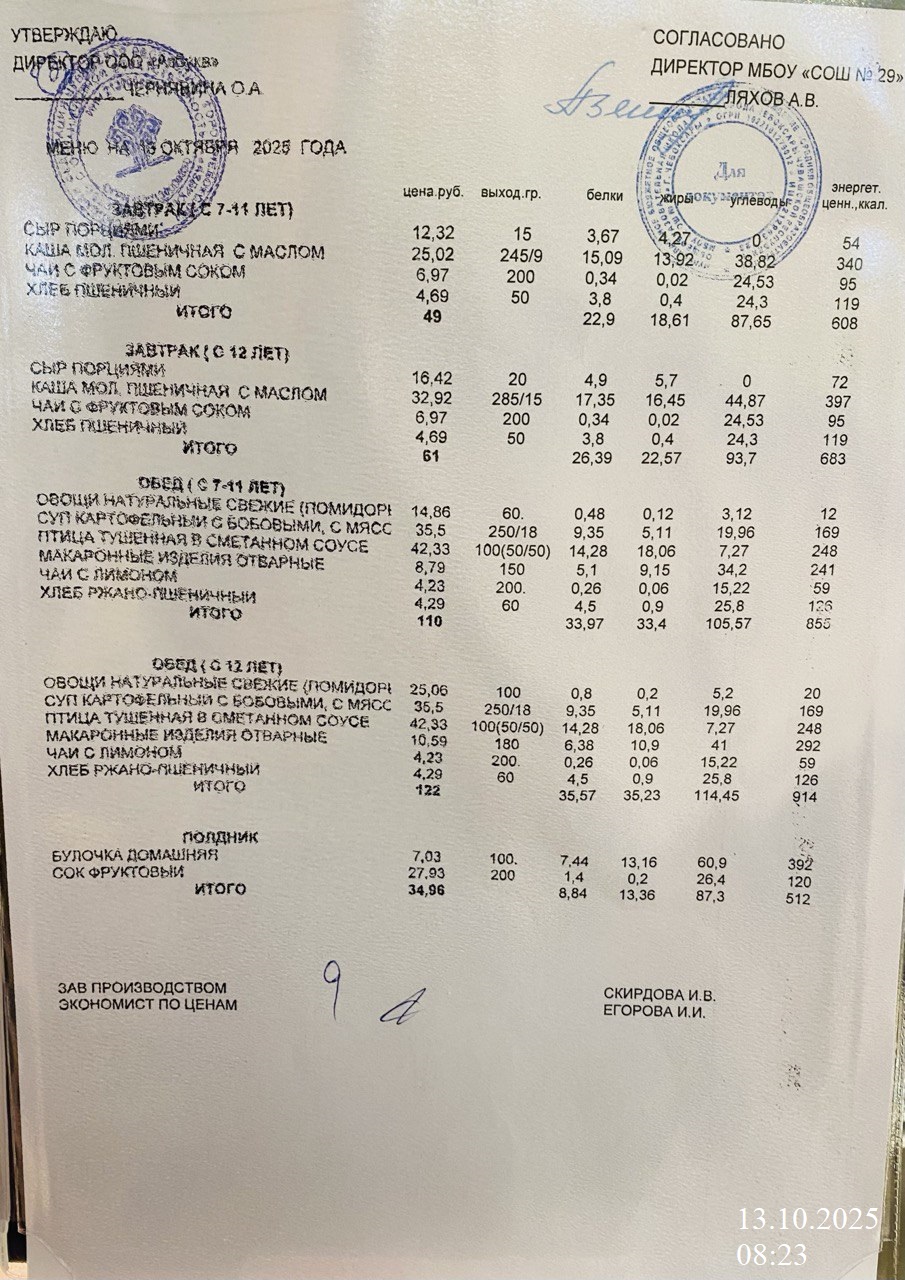 УТВЕРЖДАЮ
ДИРЕКТОР ООО
ЧЕРНЯВИНА О.А.
СОГЛАСОВАНО
ДИРЕКТОР МБОУ «СОШ № 29»
ЛЯХОВ А.В.
Для
документов
МЕНЮ НА 13 ОКТЯБРЯ 2025 ГОДА
цена.руб. выход.гр. белки жиры углеводы энергет. ценн.,ккал.
ЗАВТРАК ( С 7-11 ЛЕТ)
СЫР ПОРЦИЯМИ 12,32 15 3,67 4,27 0 54
КАША МОЛ. ПШЕНИЧНАЯ С МАСЛОМ 25,02 245/9 15,09 13,92 38,82 340
ЧАЙ С ФРУКТОВЫМ СОКОМ 6,97 200 0,34 0,02 24,53 95
ХЛЕБ ПШЕНИЧНЫЙ 4,69 50 3,8 0,4 24,3 119
ИТОГО 49 22,9 18,61 87,65 608
ЗАВТРАК ( С 12 ЛЕТ)
СЫР ПОРЦИЯМИ 16,42 20 4,9 5,7 0 72
КАША МОЛ. ПШЕНИЧНАЯ С МАСЛОМ 32,92 285/15 17,35 16,45 44,87 397
ЧАЙ С ФРУКТОВЫМ СОКОМ 6,97 200 0,34 0,02 24,53 95
ХЛЕБ ПШЕНИЧНЫЙ 4,69 50 3,8 0,4 24,3 119
ИТОГО 61 26,39 22,57 93,7 683
ОБЕД ( С 7-11 ЛЕТ)
ОВОЩИ НАТУРАЛЬНЫЕ СВЕЖИЕ (ПОМИДОРЫ 14,86 60. 0,48 0,12 3,12 12
СУП КАРТОФЕЛЬНЫЙ С БОБОВЫМИ, С МЯСО 35,5 250/18 9,35 5,11 19,96 169
ПТИЦА ТУШЕННАЯ В СМЕТАННОМ СОУСЕ 42,33 100(50/50) 14,28 18,06 7,27 248
МАКАРОННЫЕ ИЗДЕЛИЯ ОТВАРНЫЕ 8,79 150 5,1 9,15 34,2 241
ЧАЙ С ЛИМОНОМ 4,23 200. 0,26 0,06 15,22 59
ХЛЕБ РЖАНО-ПШЕНИЧНЫЙ 4,29 60 4,5 0,9 25,8 126
ИТОГО 110 33,97 33,4 105,57 855
ОБЕД ( С 12 ЛЕТ)
ОВОЩИ НАТУРАЛЬНЫЕ СВЕЖИЕ (ПОМИДОРЫ 25,06 100 0,8 0,2 5,2 20
СУП КАРТОФЕЛЬНЫЙ С БОБОВЫМИ, С МЯСО 35,5 250/18 9,35 5,11 19,96 169
ПТИЦА ТУШЕННАЯ В СМЕТАННОМ СОУСЕ 42,33 100(50/50) 14,28 18,06 7,27 248
МАКАРОННЫЕ ИЗДЕЛИЯ ОТВАРНЫЕ 10,59 180 6,38 10,9 41 292
ЧАЙ С ЛИМОНОМ 4,23 200. 0,26 0,06 15,22 59
ХЛЕБ РЖАНО-ПШЕНИЧНЫЙ 4,29 60 4,5 0,9 25,8 126
ИТОГО 122 35,57 35,23 114,45 914
ПОЛДНИК
БУЛОЧКА ДОМАШНЯЯ 7,03 100. 7,44 13,16 60,9 392
СОК ФРУКТОВЫЙ 27,93 200 1,4 0,2 26,4 120
ИТОГО 34,96 8,84 13,36 87,3 512
ЗАВ ПРОИЗВОДСТВОМ СКИРДОВА И.В.
ЭКОНОМИСТ ПО ЦЕНАМ ЕГОРОВА И.И.
13.10.2025
08:23